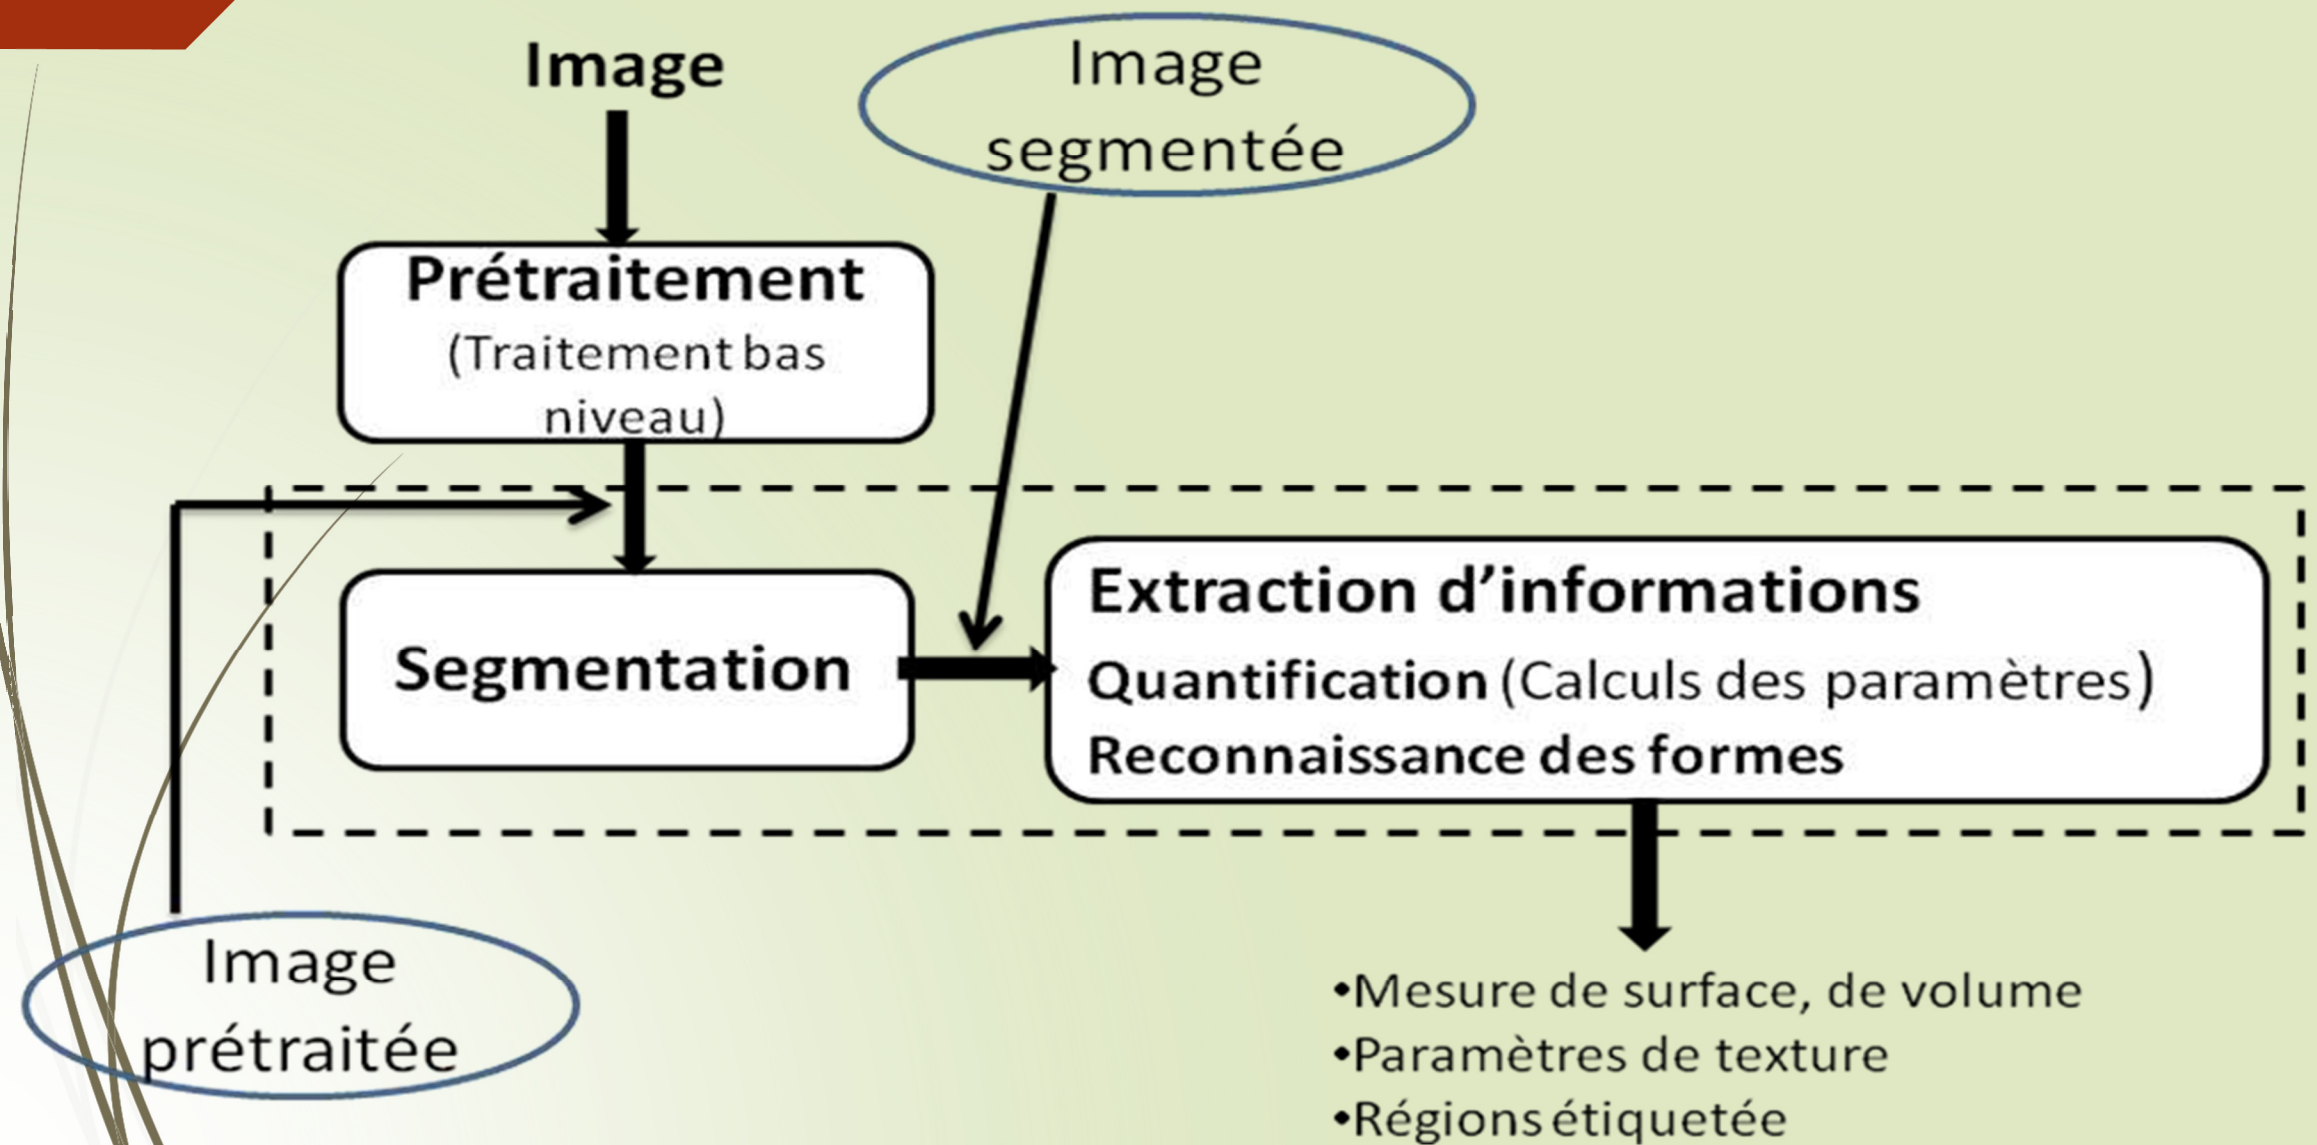 Image
Image
segmentée
Prétraitement
(Traitement bas
niveau)
Segmentation
Extraction d’informations
Quantification (Calculs des paramètres)
Reconnaissance des formes
Image
prétraitée
•Mesure de surface, de volume
•Paramètres de texture
•Régions étiquetée